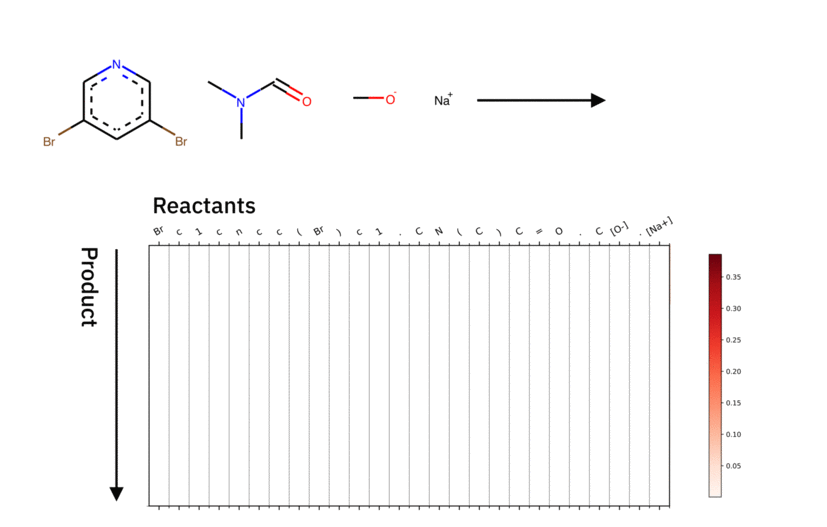 N
Br
Br
N
O
O-
Na+
Reactants
Br c 1 c n c c ( Br ) c 1 . C N ( C ) C = O . C [O-] . [Na+]
Product
0.35
0.30
0.25
0.20
0.15
0.10
0.05